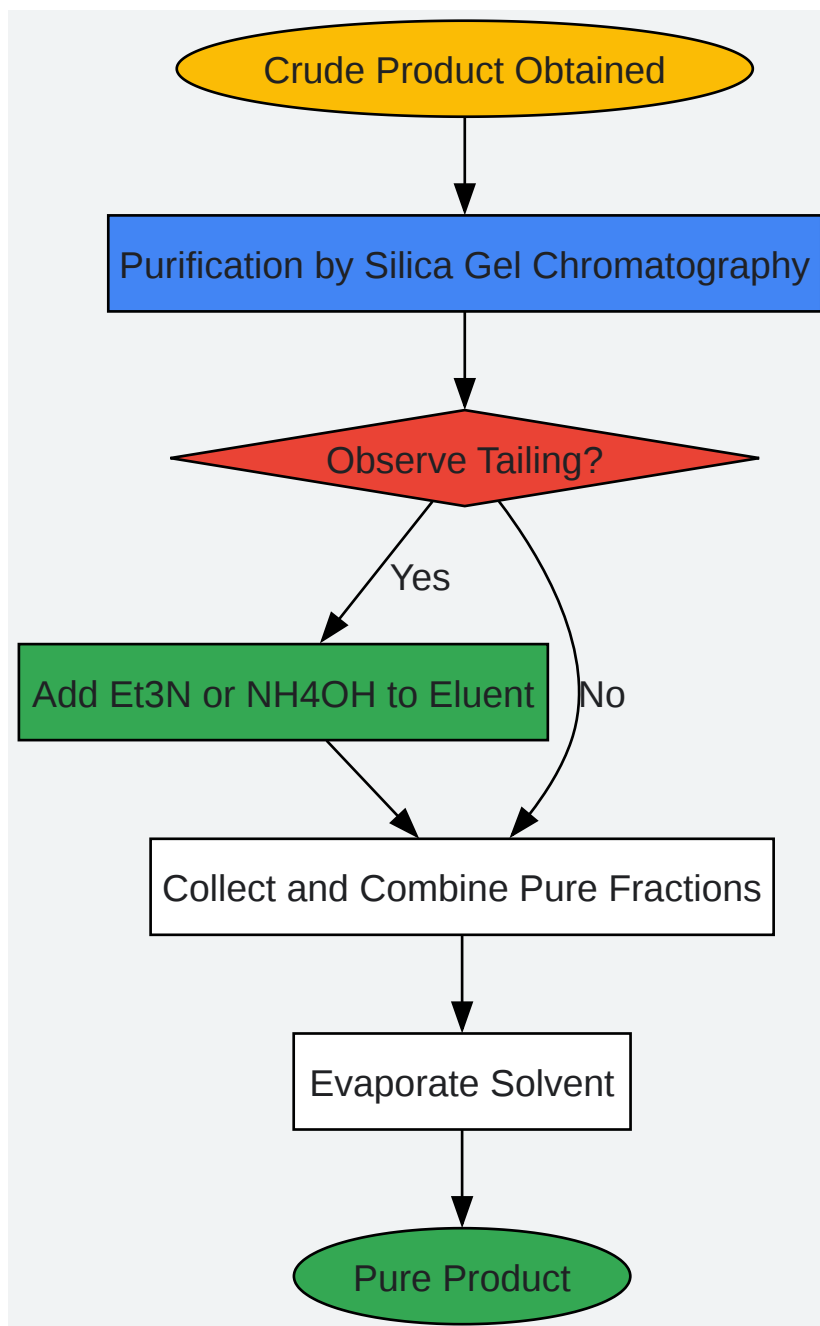 Crude Product Obtained
Purification by Silica Gel Chromatography
Observe Tailing?
Yes
Add Et3N or NH4OH to Eluent
No
Collect and Combine Pure Fractions
Evaporate Solvent
Pure Product